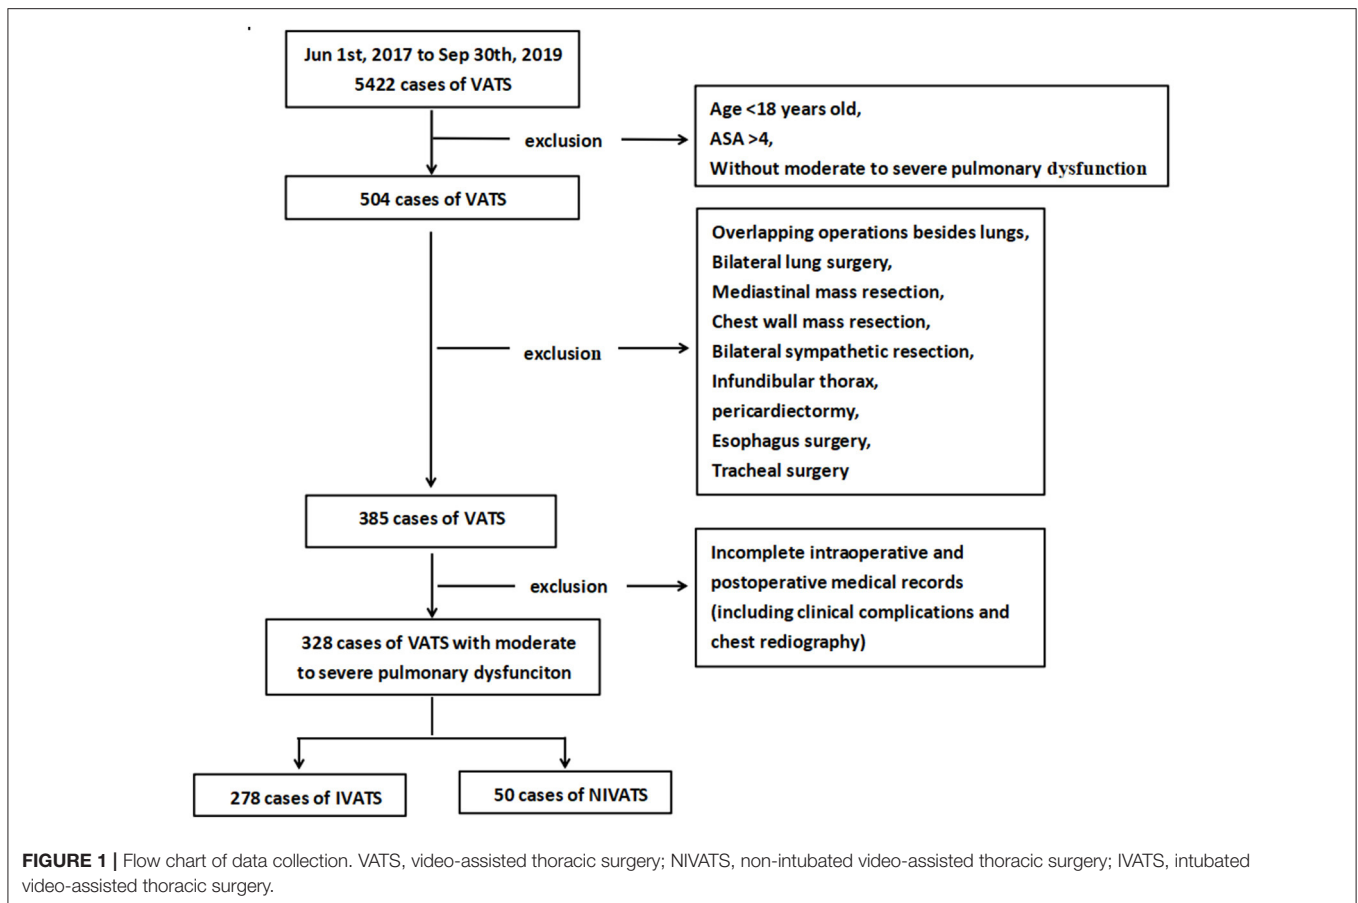 Jun 1st, 2017 to Sep 30th, 2019
5422 cases of VATS
exclusion
Age <18 years old,
ASA >4,
Without moderate to severe pulmonary dysfunction
504 cases of VATS
exclusion
Overlapping operations besides lungs,
Bilateral lung surgery,
Mediastinal mass resection,
Chest wall mass resection,
Bilateral sympathetic resection,
Infundibular thorax,
pericardiectormy,
Esophagus surgery,
Tracheal surgery
385 cases of VATS
exclusion
Incomplete intraoperative and
postoperative medical records
(including clinical complications and
chest rediography)
328 cases of VATS with moderate
to severe pulmonary dysfunciton
278 cases of IVATS
50 cases of NIVATS
FIGURE 1 | Flow chart of data collection. VATS, video-assisted thoracic surgery; NIVATS, non-intubated video-assisted thoracic surgery; IVATS, intubated
video-assisted thoracic surgery.